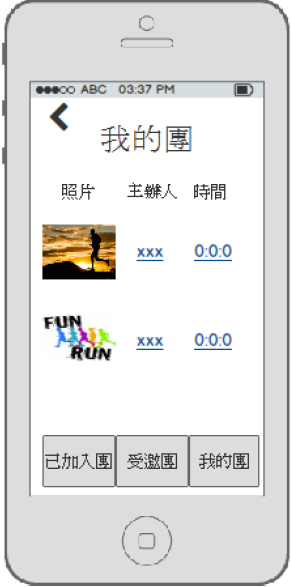 ABC 03:37 PM
我的團
照片 主辦人 時間
xxx 0:0:0
FUN
RUN
xxx 0:0:0
已加入團 受邀團 我的團